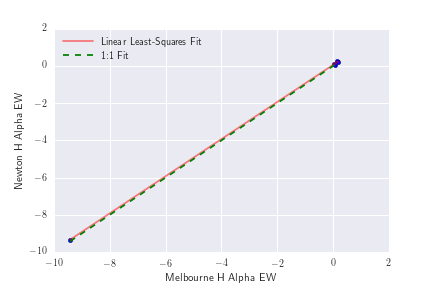 2
Linear Least-Squares Fit
1:1 Fit
0
−2
−4
−6
−8
−10
Newton H Alpha EW
−10 −8 −6 −4 −2 0 2
Melbourne H Alpha EW